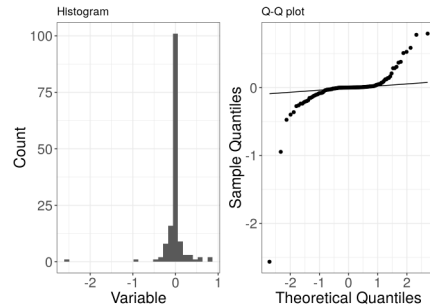 Histogram
100
75
50
25
0
Count
-2
-1
0
1
Variable
Q-Q plot
0
-1
-2
Sample Quantiles
-2
-1
0
1
2
Theoretical Quantiles